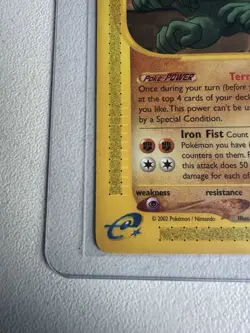 Poké-POWER Terr
Once during your turn (before
at the top 4 cards of your dec
you like. This power can't be u
by a Special Condition.
Iron Fist Count
Pokémon you have i
counters on them. F
this attack does 50
damage for each of
weakness resistance
© 2002 Pokémon / Nintendo Illus